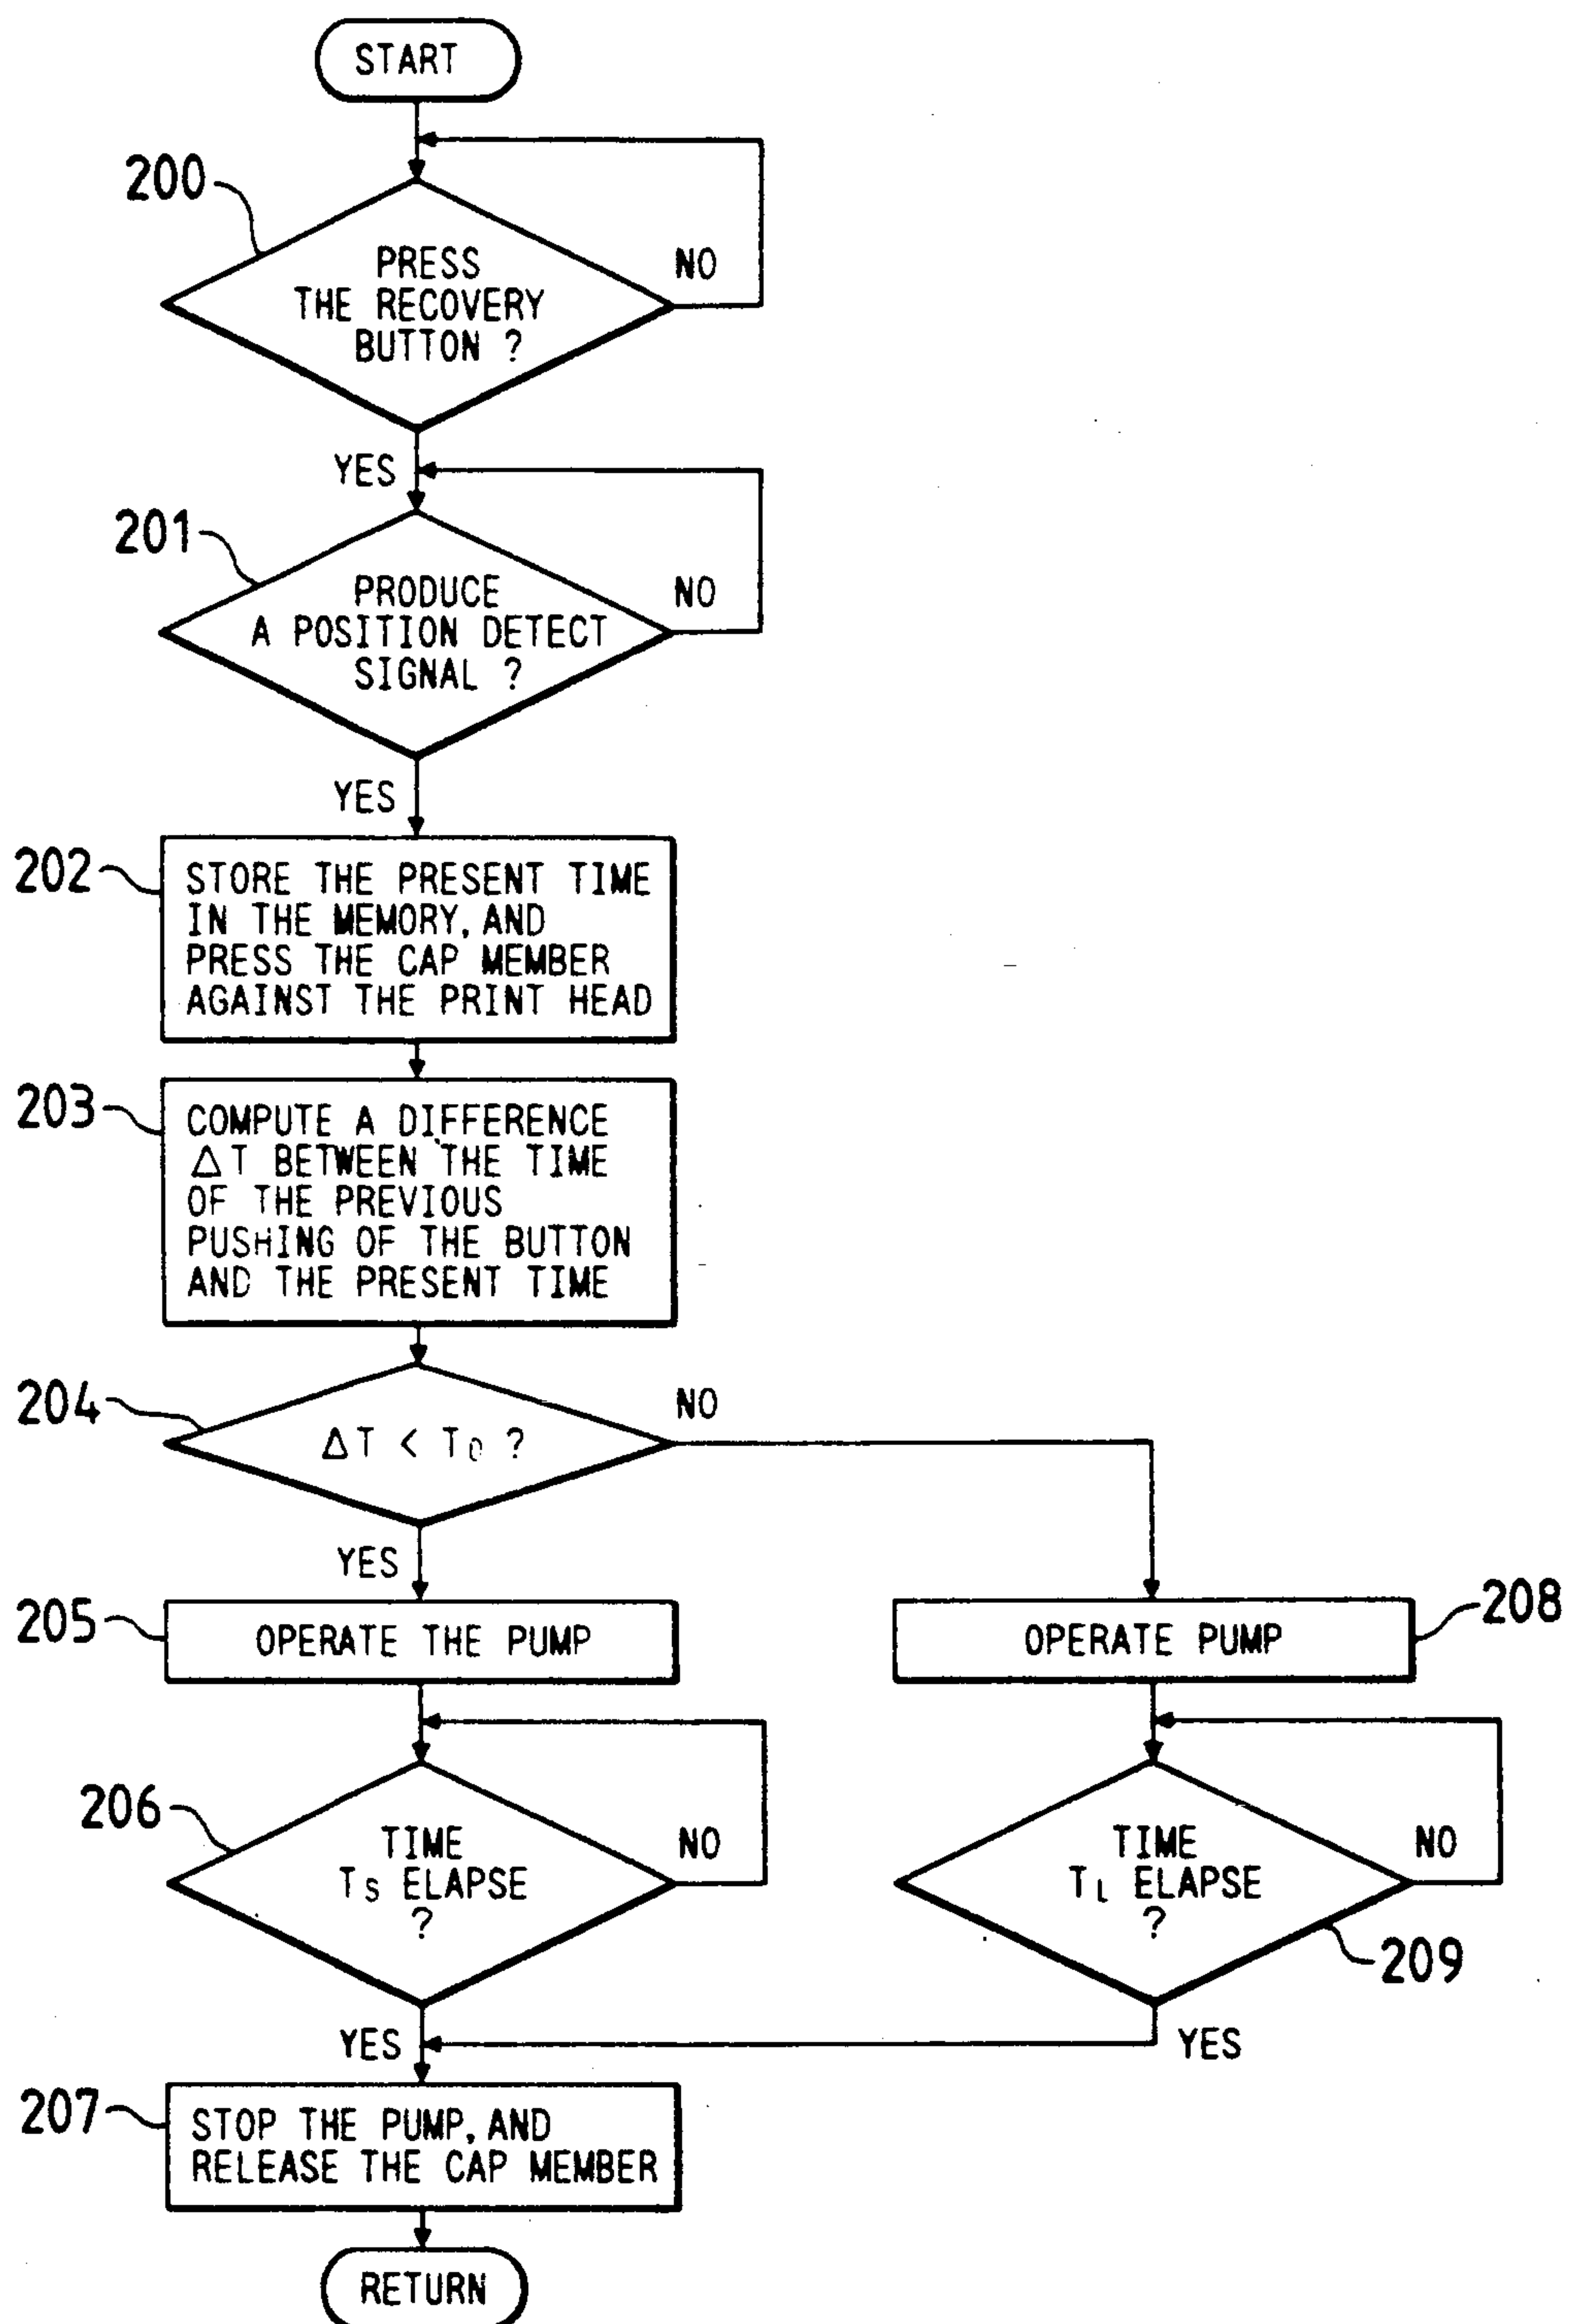 START
200
PRESS
THE RECOVERY
BUTTON ?
NO
YES
201
PRODUCE
A POSITION DETECT
SIGNAL ?
NO
YES
202
STORE THE PRESENT TIME
IN THE MEMORY, AND
PRESS THE CAP MEMBER
AGAINST THE PRINT HEAD
203
COMPUTE A DIFFERENCE
△T BETWEEN THE TIME
OF THE PREVIOUS
PUSHING OF THE BUTTON
AND THE PRESENT TIME
204
△T < T0 ?
NO
YES
205
OPERATE THE PUMP
OPERATE PUMP
208
206
TIME
TS ELAPSE
?
NO
TIME
TL ELAPSE
?
NO
209
YES
YES
207
STOP THE PUMP, AND
RELEASE THE CAP MEMBER
RETURN